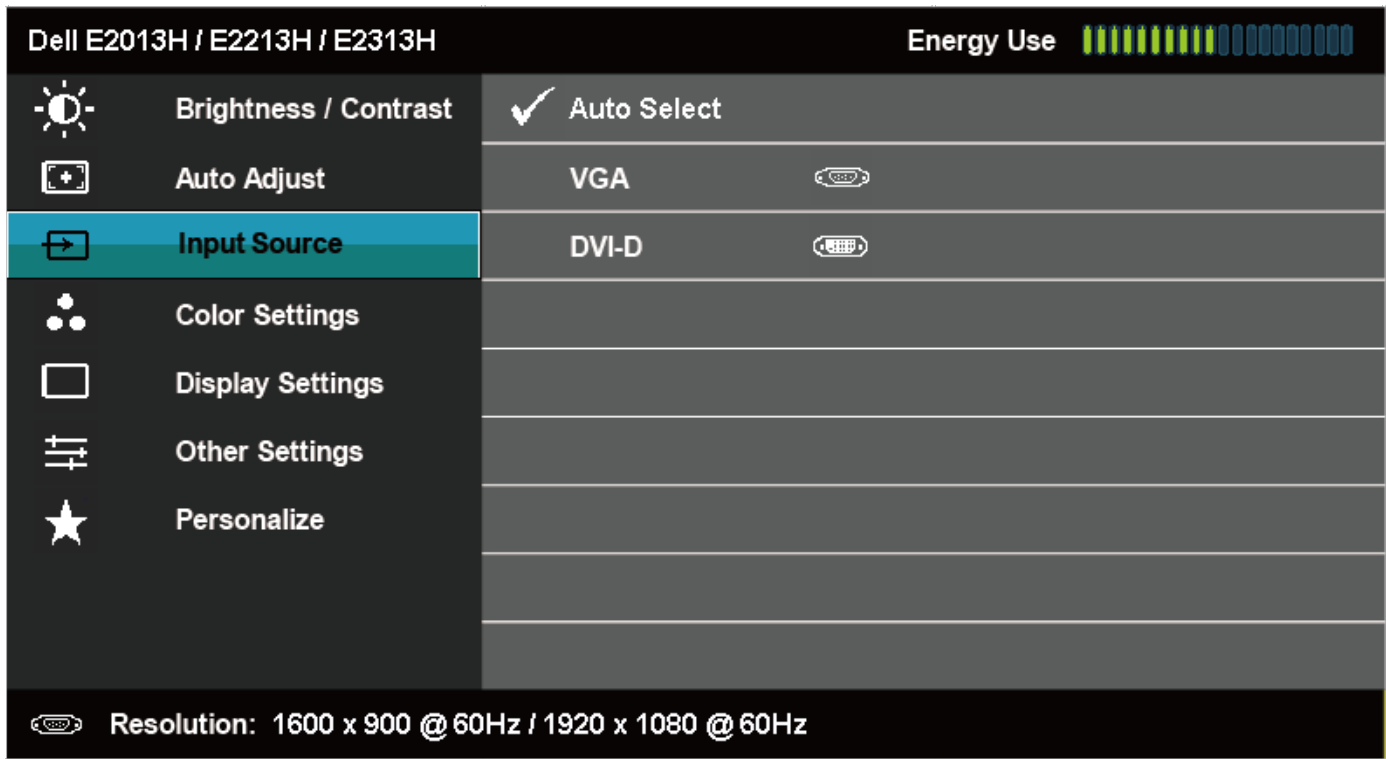 Dell E2013H / E2213H / E2313H Energy Use
Brightness / Contrast Auto Select
Auto Adjust VGA
Input Source DVI-D
Color Settings
Display Settings
Other Settings
Personalize
Resolution: 1600 x 900 @ 60Hz / 1920 x 1080 @ 60Hz